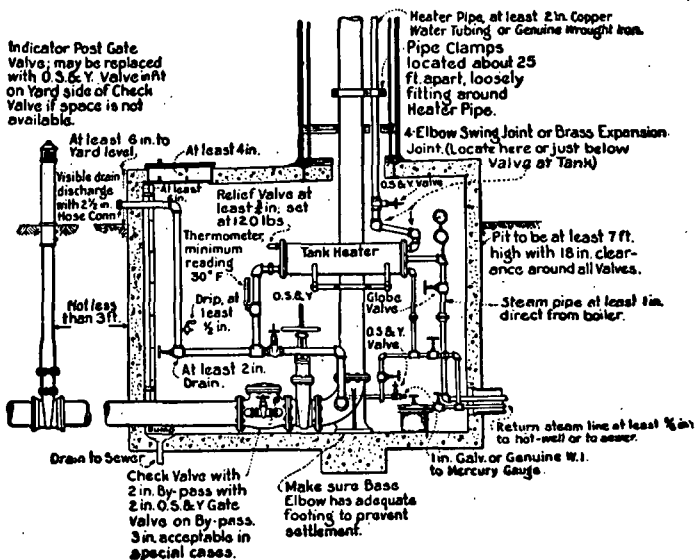 Indicator Post Gate
Valve; may be replaced
with O.S.& Y. Valve in Pit
on Yard side of Check
Valve if space is not
available.
Heater Pipe, at least 2 in. Copper
Water Tubing or Genuine Wrought Iron.
Pipe Clamps
located about 25
ft. apart, loosely
fitting around
Heater Pipe.
4-Elbow Swing Joint or Brass Expansion
Joint. (Locate here or just below
Valve at Tank)
O.S.&Y Valve
At least 6 in. to
Yard level.
At least 4 in.
Visible drain
discharge
with 2½ in.
Hose Conn.
At least
Relief Valve at
least ½ in; set
at 120 lbs
Thermometer,
minimum
reading
30° F
Tank Heater
Pit to be at least 7 ft.
high with 18 in. clear-
ance around all Valves.
Not less
than 3 ft.
Drip, at
least
½ in.
O.S.&Y
Globe
Valve
Steam pipe at least 1 in.
direct from boiler.
O.S.&Y.
Valve
At least 2 in.
Drain.
Drain to Sewer
Check Valve with
2 in. By-pass with
2 in. O.S.&Y Gate
Valve on By-pass.
3 in. acceptable in
special cases.
Make sure Base
Elbow has adequate
footing to prevent
settlement.
1 in. Galv. or Genuine W.I.
to Mercury Gauge.
Return steam line at least ¾ in
to hot-well or to sewer.